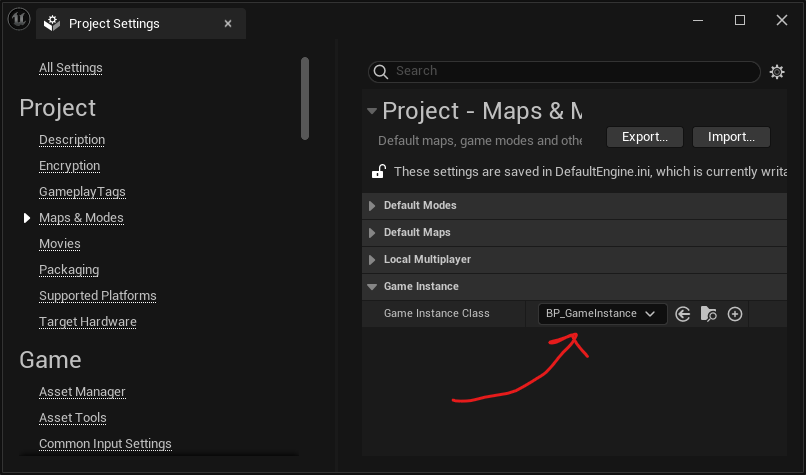 Project Settings
All Settings
Project
Description
Encryption
GameplayTags
Maps & Modes
Movies
Packaging
Supported Platforms
Target Hardware
Game
Asset Manager
Asset Tools
Common Input Settings
Search
Project - Maps & M
Default maps, game modes and othe
Export...
Import...
These settings are saved in DefaultEngine.ini, which is currently writa
Default Modes
Default Maps
Local Multiplayer
Game Instance
Game Instance Class
BP_GameInstance